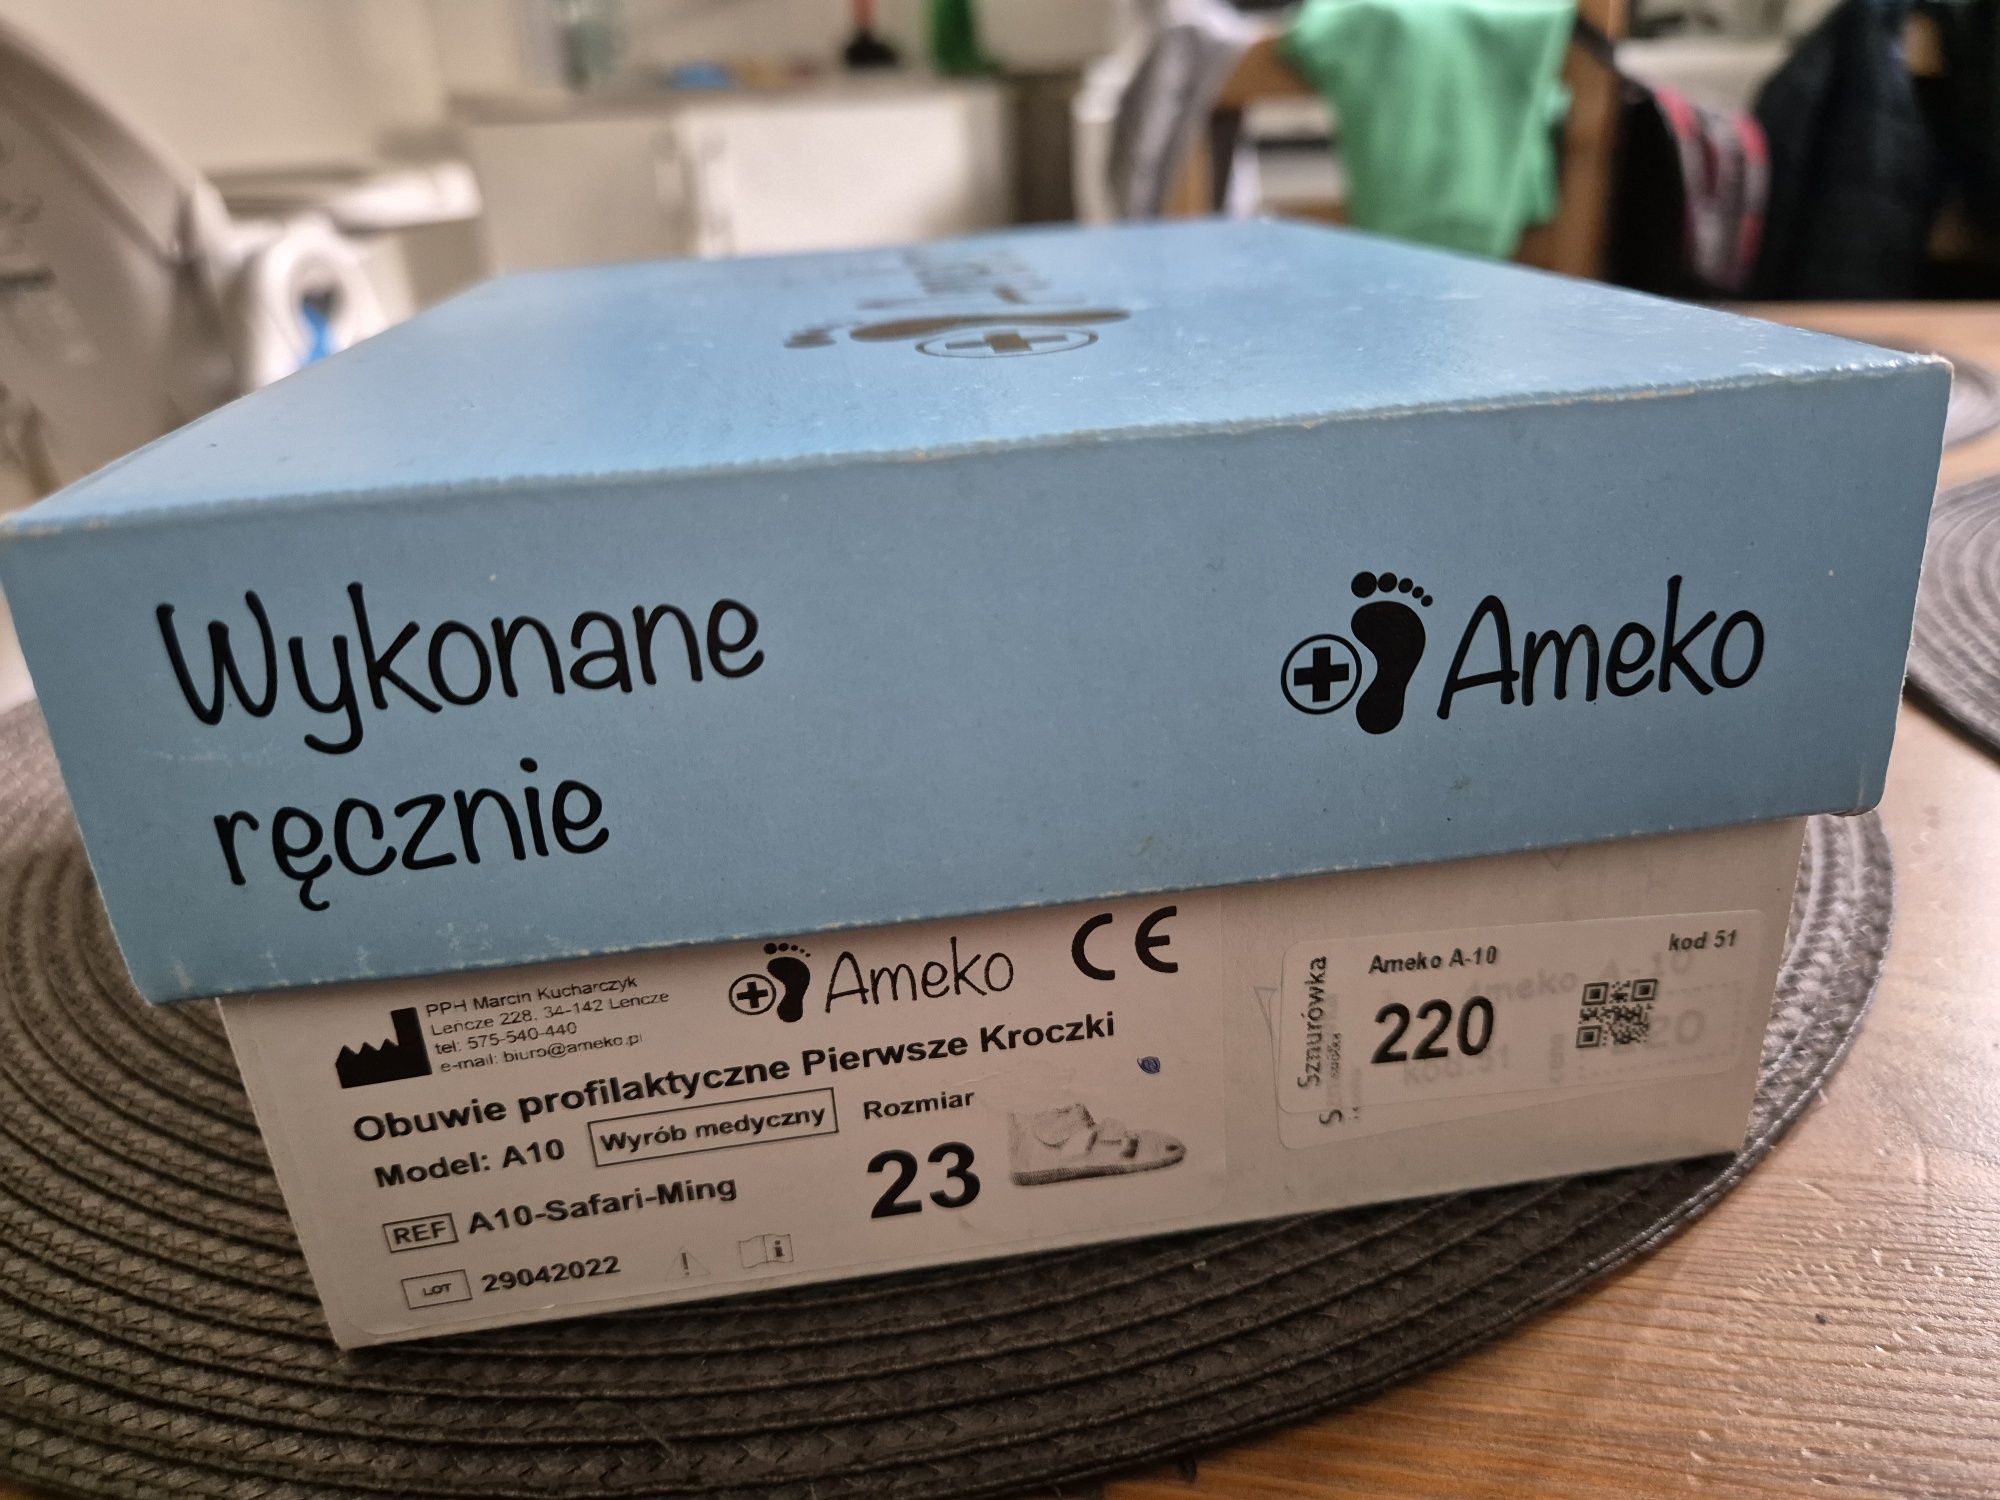 Wykonane
ręcznie
Ameko
PPH Marcin Kucharczyk
Leńcze 228, 34-142 Leńcze
tel: 575-540-440
e-mail: biuro@ameko.pl
Ameko
CE
Obuwie profilaktyczne Pierwsze Kroczki
Model: A10
Wyrób medyczny
Rozmiar
23
REF A10-Safari-Ming
LOT 29042022
Sznurówka
Ameko A-10
kod 51
220